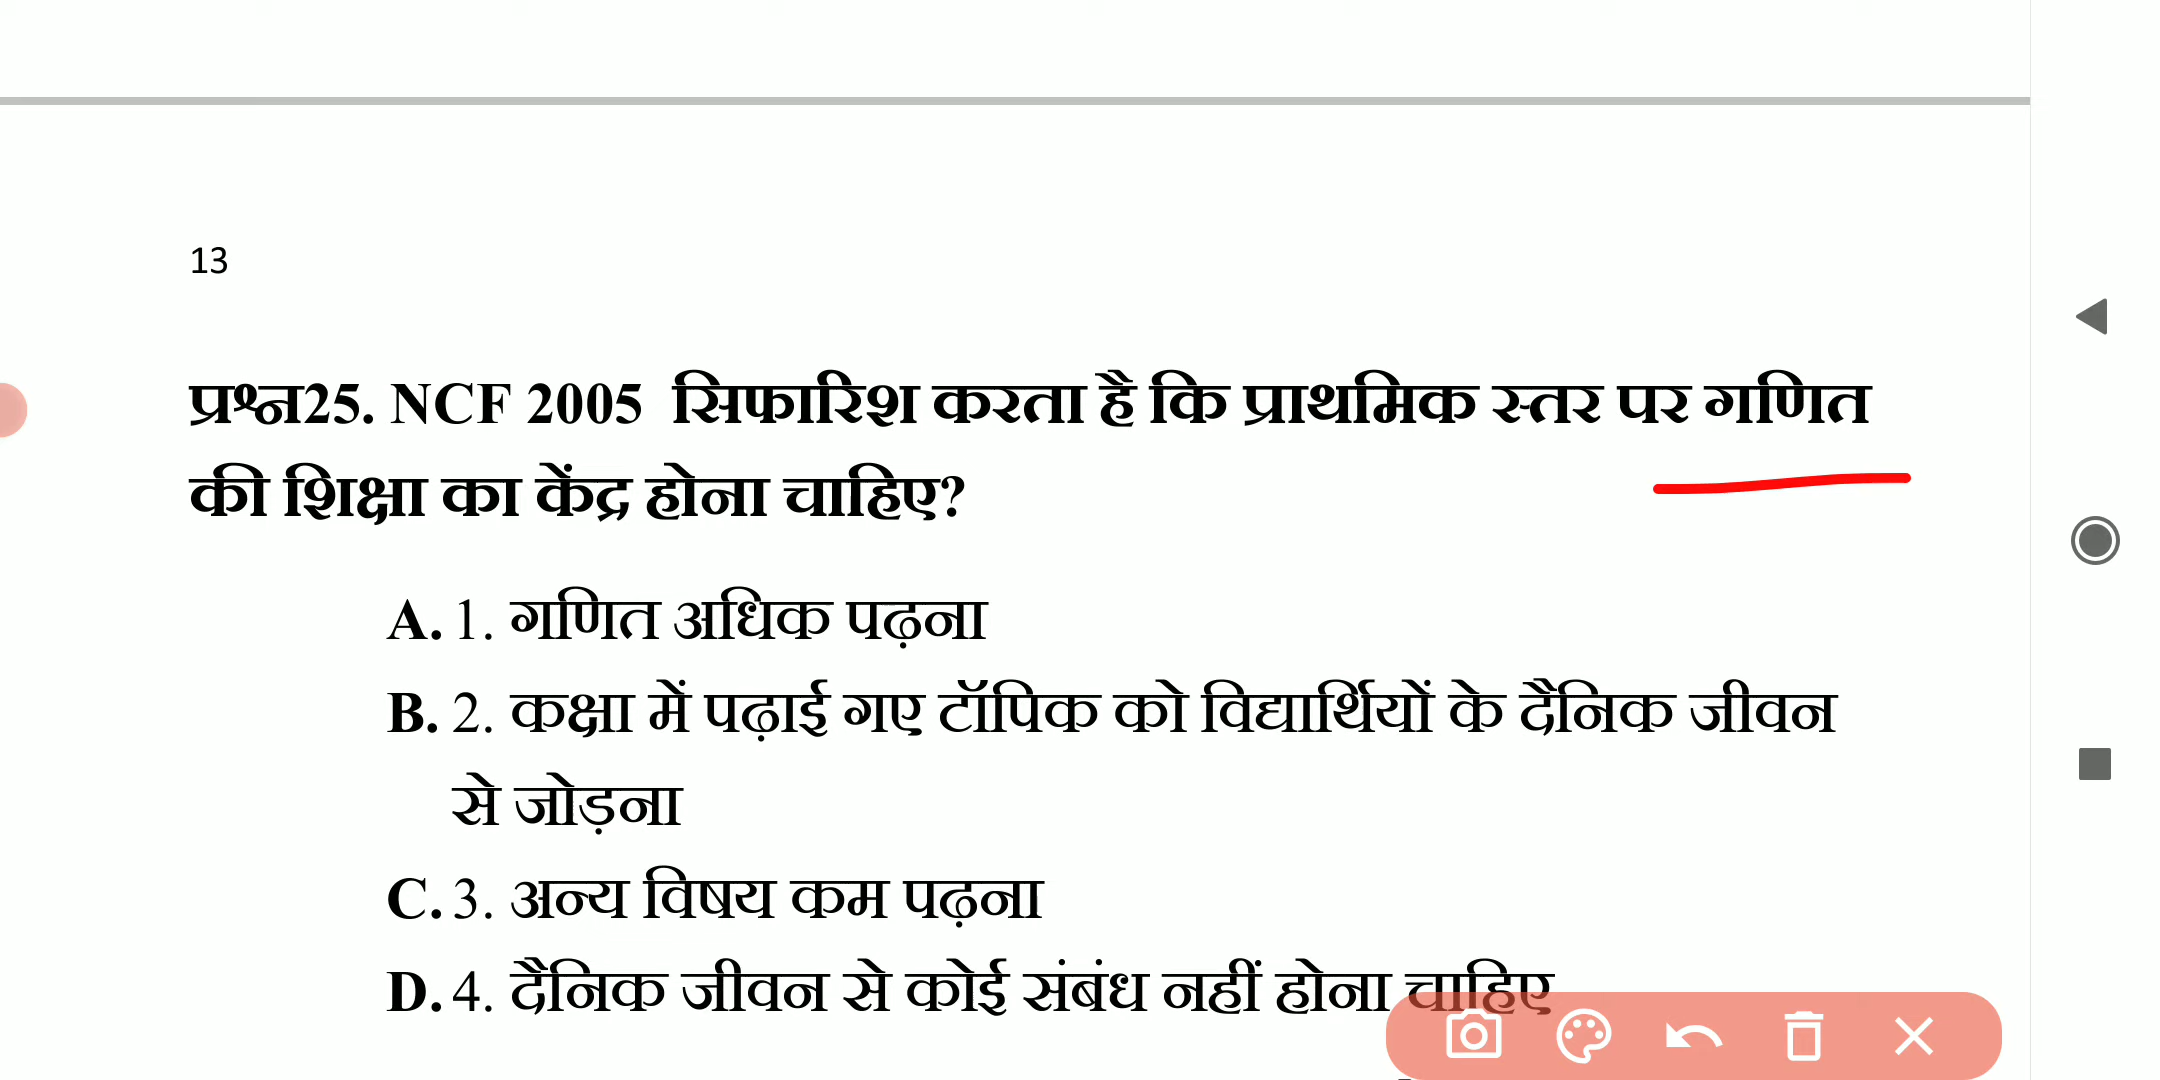 13
प्रश्न25. NCF 2005 सिफारिश करता है कि प्राथमिक स्तर पर गणित
की शिक्षा का केंद्र होना चाहिए?
A. 1. गणित अधिक पढ़ना
B. 2. कक्षा में पढ़ाई गए टॉपिक को विद्यार्थियों के दैनिक जीवन
से जोड़ना
C. 3. अन्य विषय कम पढ़ना
D. 4. दैनिक जीवन से कोई संबंध नहीं होना चाहिए